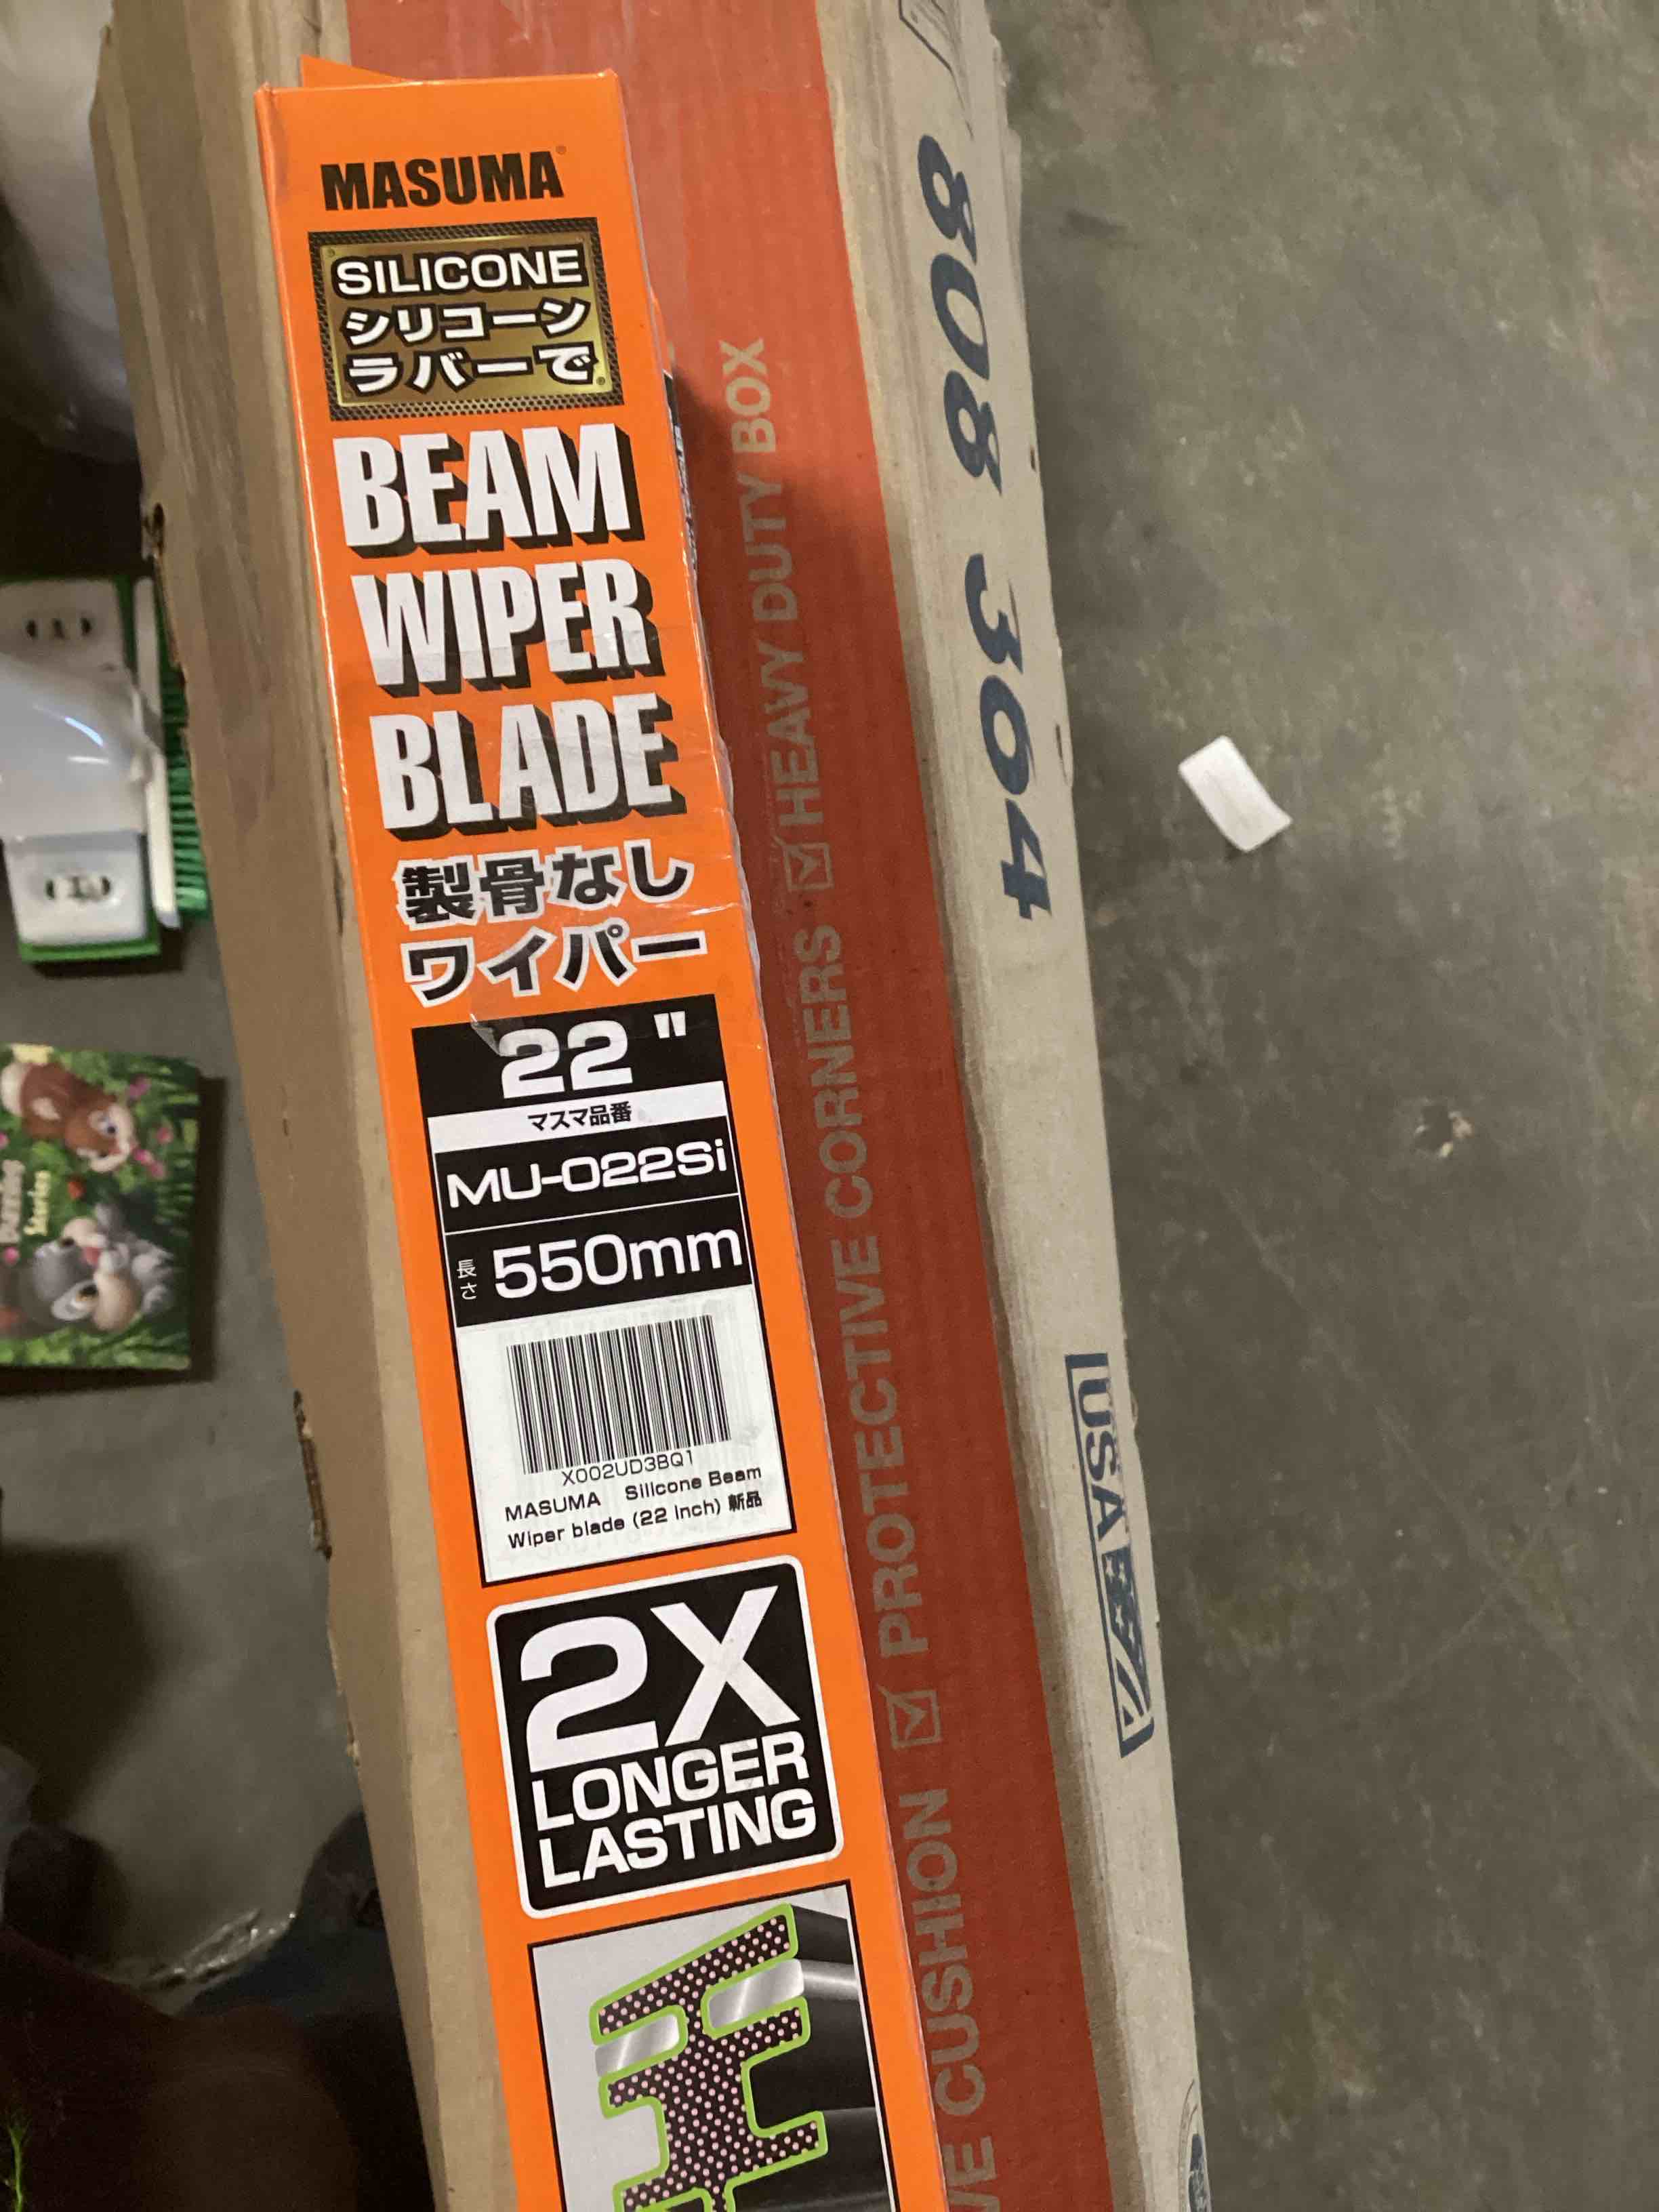 MASUMA®
SILICONE
シリコーン
ラバーで
BEAM
WIPER
BLADE
製骨なし
ワイパー
22"
マスマ品番
MU-022Si
長さ 550mm
X002UD3BQ1
MASUMA Silicone Beam
Wiper blade (22 Inch) 新品
2X
LONGER
LASTING
VE CUSHION ☑ PROTECTIVE CORNERS ☑ HEAVY DUTY BOX
808 364
USA
Series